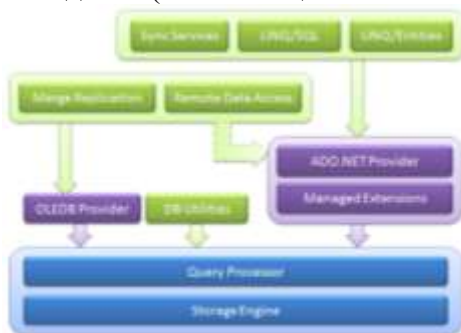 Sync Services
LINQ/SQL
LINQ/Entities
Merge Replication
Remote Data Access
ADO.NET Provider
OLEDB Provider
DB Utilities
Managed Extensions
Query Processor
Storage Engine